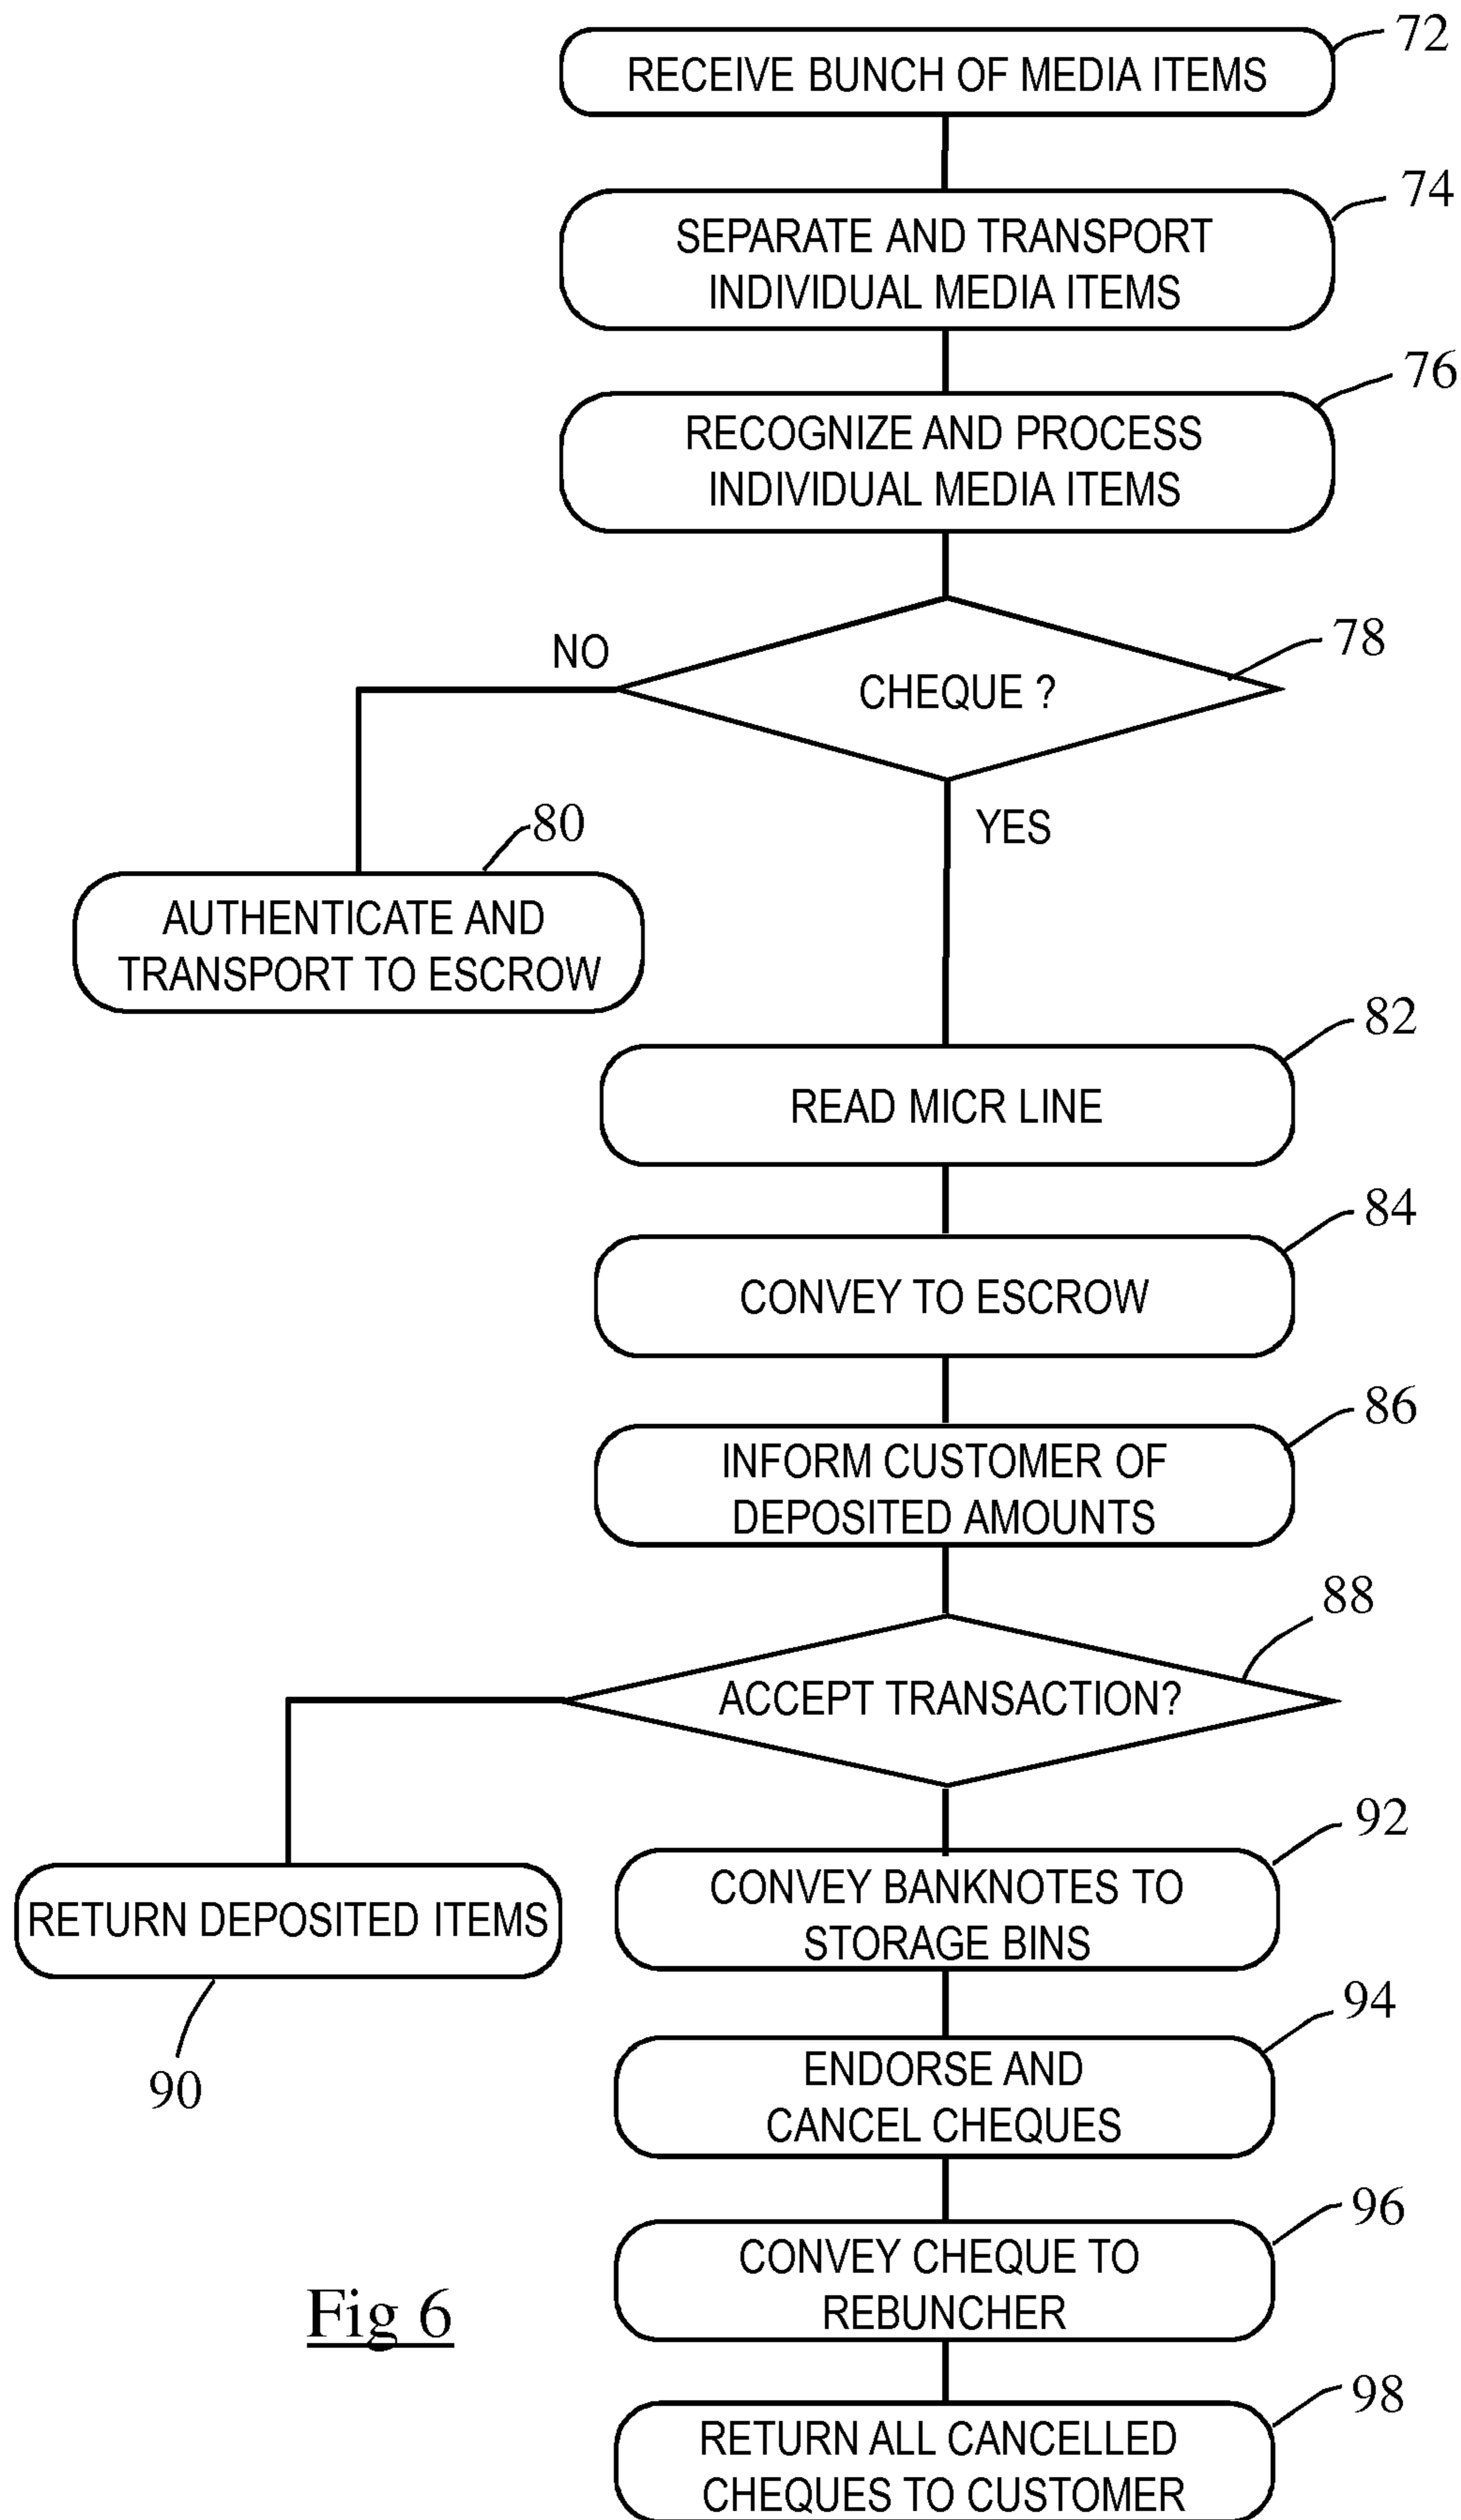 72
RECEIVE BUNCH OF MEDIA ITEMS
74
SEPARATE AND TRANSPORT
INDIVIDUAL MEDIA ITEMS
76
RECOGNIZE AND PROCESS
INDIVIDUAL MEDIA ITEMS
78
NO
CHEQUE ?
YES
80
AUTHENTICATE AND
TRANSPORT TO ESCROW
82
READ MICR LINE
84
CONVEY TO ESCROW
86
INFORM CUSTOMER OF
DEPOSITED AMOUNTS
88
ACCEPT TRANSACTION?
92
CONVEY BANKNOTES TO
STORAGE BINS
RETURN DEPOSITED ITEMS
90
94
ENDORSE AND
CANCEL CHEQUES
96
CONVEY CHEQUE TO
REBUNCHER
Fig 6
98
RETURN ALL CANCELLED
CHEQUES TO CUSTOMER